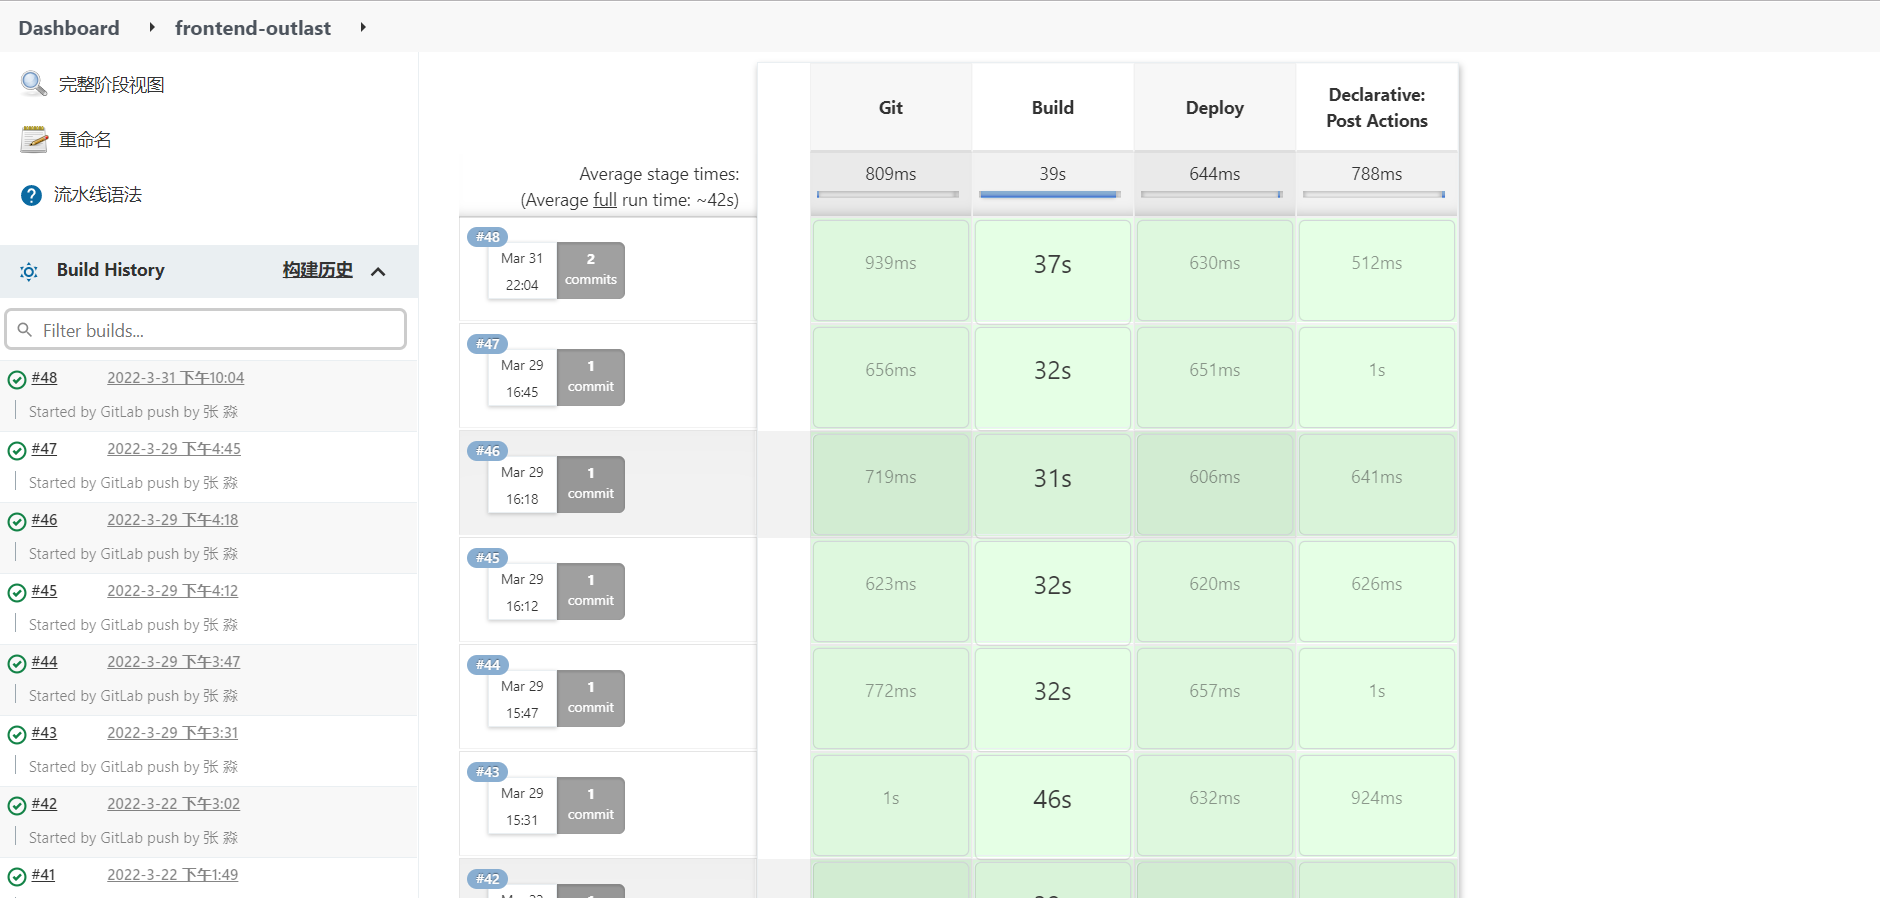 Dashboard frontend-outlast
完整阶段视图
重命名
流水线语法
Build History 构建历史
Filter builds...
#48 2022-3-31 下午10:04
Started by GitLab push by 张 淼
#47 2022-3-29 下午4:45
Started by GitLab push by 张 淼
#46 2022-3-29 下午4:18
Started by GitLab push by 张 淼
#45 2022-3-29 下午4:12
Started by GitLab push by 张 淼
#44 2022-3-29 下午3:47
Started by GitLab push by 张 淼
#43 2022-3-29 下午3:31
Started by GitLab push by 张 淼
#42 2022-3-22 下午3:02
Started by GitLab push by 张 淼
#41 2022-3-22 下午1:49
Git Build Deploy Declarative:
Post Actions
Average stage times: 809ms 39s 644ms 788ms
(Average full run time: ~42s)
#48
Mar 31 2
22:04 commits
939ms 37s 630ms 512ms
#47
Mar 29 1
16:45 commit
656ms 32s 651ms 1s
#46
Mar 29 1
16:18 commit
719ms 31s 606ms 641ms
#45
Mar 29 1
16:12 commit
623ms 32s 620ms 626ms
#44
Mar 29 1
15:47 commit
772ms 32s 657ms 1s
#43
Mar 29 1
15:31 commit
1s 46s 632ms 924ms
#42